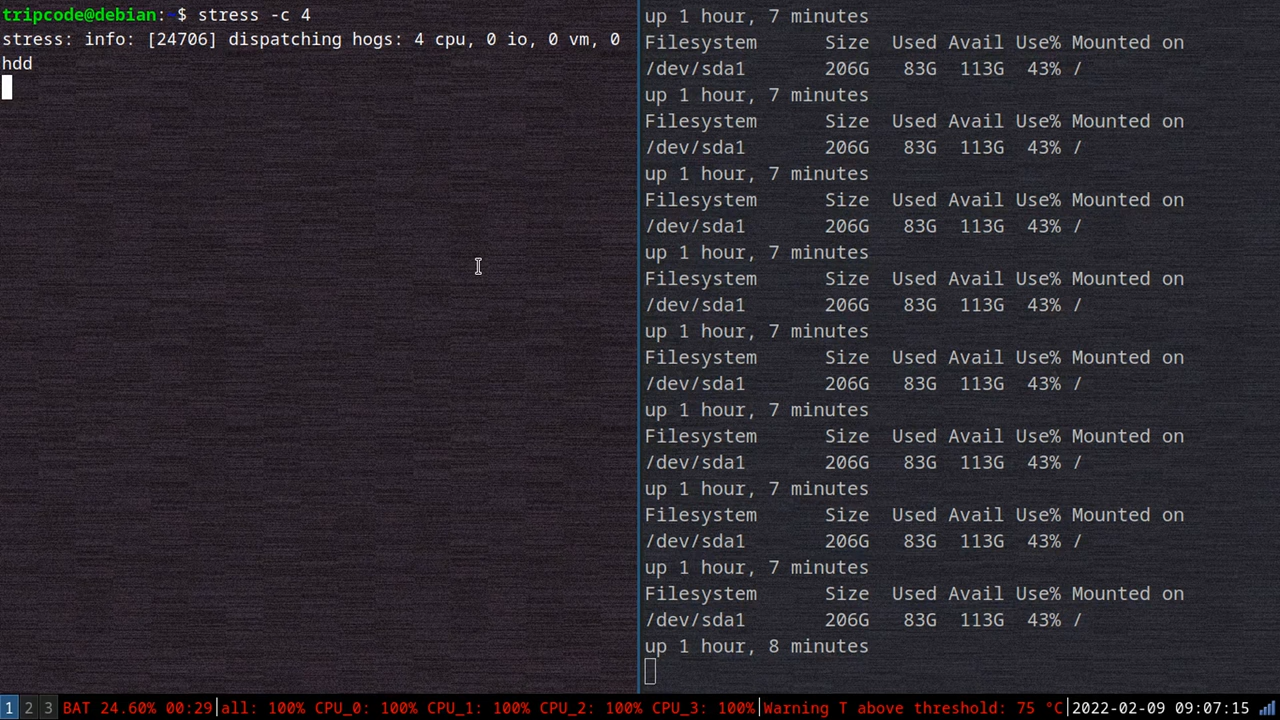 tripcode@debian:~$ stress -c 4
stress: info: [24706] dispatching hogs: 4 cpu, 0 io, 0 vm, 0
hdd
up 1 hour, 7 minutes
Filesystem Size Used Avail Use% Mounted on
/dev/sda1 206G 83G 113G 43% /
up 1 hour, 7 minutes
Filesystem Size Used Avail Use% Mounted on
/dev/sda1 206G 83G 113G 43% /
up 1 hour, 7 minutes
Filesystem Size Used Avail Use% Mounted on
/dev/sda1 206G 83G 113G 43% /
up 1 hour, 7 minutes
Filesystem Size Used Avail Use% Mounted on
/dev/sda1 206G 83G 113G 43% /
up 1 hour, 7 minutes
Filesystem Size Used Avail Use% Mounted on
/dev/sda1 206G 83G 113G 43% /
up 1 hour, 7 minutes
Filesystem Size Used Avail Use% Mounted on
/dev/sda1 206G 83G 113G 43% /
up 1 hour, 7 minutes
Filesystem Size Used Avail Use% Mounted on
/dev/sda1 206G 83G 113G 43% /
up 1 hour, 7 minutes
Filesystem Size Used Avail Use% Mounted on
/dev/sda1 206G 83G 113G 43% /
up 1 hour, 8 minutes
1 2 3 BAT 24.60% 00:29|all: 100% CPU_0: 100% CPU_1: 100% CPU_2: 100% CPU_3: 100%|Warning T above threshold: 75 °C|2022-02-09 09:07:15